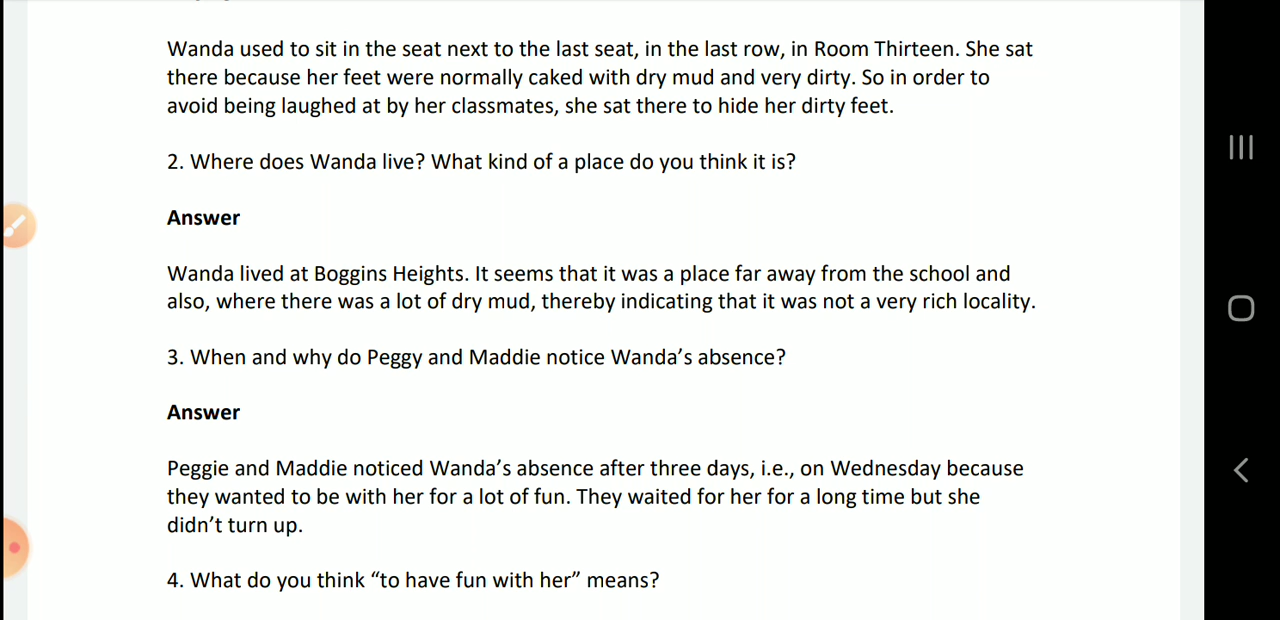 Wanda used to sit in the seat next to the last seat, in the last row, in Room Thirteen. She sat
there because her feet were normally caked with dry mud and very dirty. So in order to
avoid being laughed at by her classmates, she sat there to hide her dirty feet.
2. Where does Wanda live? What kind of a place do you think it is?
Answer
Wanda lived at Boggins Heights. It seems that it was a place far away from the school and
also, where there was a lot of dry mud, thereby indicating that it was not a very rich locality.
3. When and why do Peggy and Maddie notice Wanda’s absence?
Answer
Peggie and Maddie noticed Wanda’s absence after three days, i.e., on Wednesday because
they wanted to be with her for a lot of fun. They waited for her for a long time but she
didn’t turn up.
4. What do you think “to have fun with her” means?